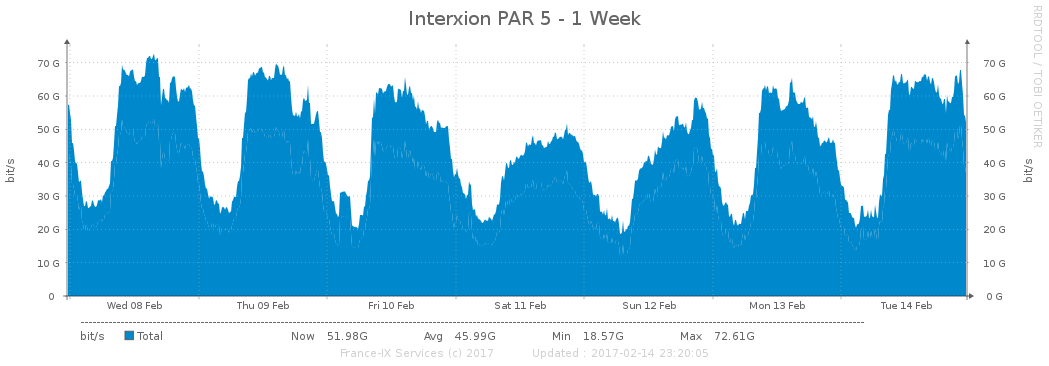 Interxion PAR 5 - 1 Week
RRDTOOL / TOBI OETIKER
bit/s
bit/s
70 G 70 G
60 G 60 G
50 G 50 G
40 G 40 G
30 G 30 G
20 G 20 G
10 G 10 G
0 0 G
Wed 08 Feb Thu 09 Feb Fri 10 Feb Sat 11 Feb Sun 12 Feb Mon 13 Feb Tue 14 Feb
bit/s Total Now 51.98G Avg 45.99G Min 18.57G Max 72.61G
France-IX Services (c) 2017 Updated : 2017-02-14 23:20:05